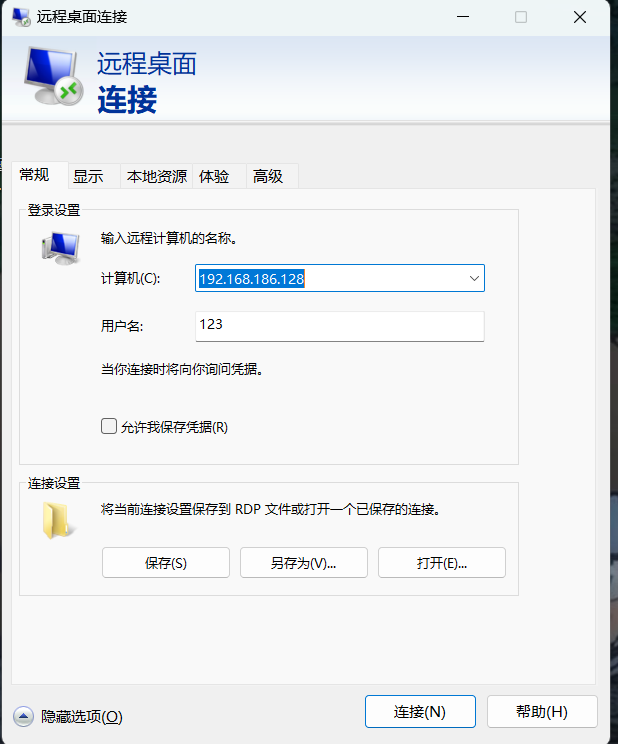 远程桌面连接
远程桌面
连接
常规 显示 本地资源 体验 高级
登录设置
输入远程计算机的名称。
计算机(C): 192.168.186.128
用户名: 123
当你连接时将向你询问凭据。
允许我保存凭据(R)
连接设置
将当前连接设置保存到 RDP 文件或打开一个已保存的连接。
保存(S) 另存为(V)... 打开(E)...
隐藏选项(O) 连接(N) 帮助(H)